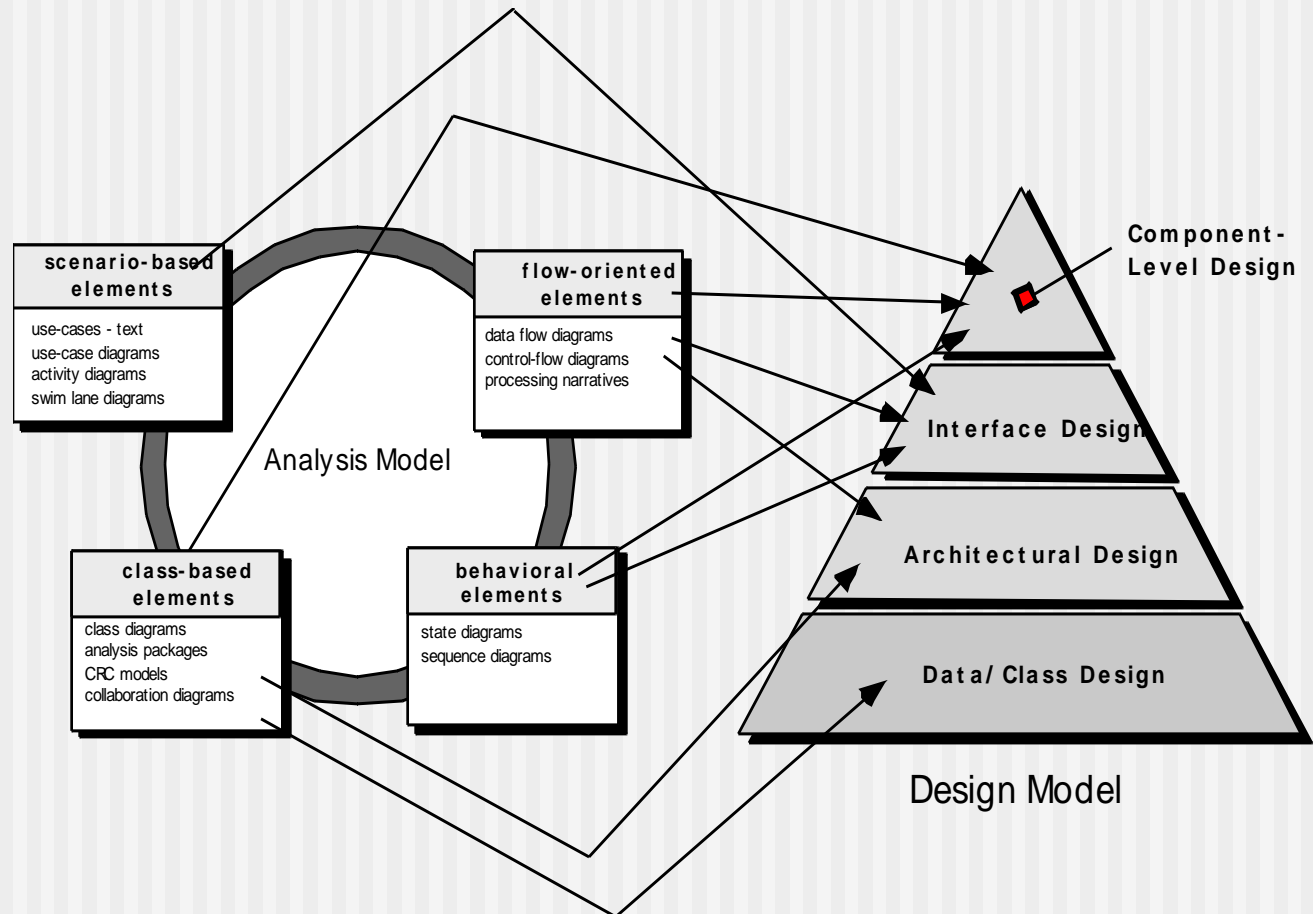 scenario-based
elements
use-cases - text
use-case diagrams
activity diagrams
swim lane diagrams
flow-oriented
elements
data flow diagrams
control-flow diagrams
processing narratives
Analysis Model
class-based
elements
class diagrams
analysis packages
CRC models
collaboration diagrams
behavioral
elements
state diagrams
sequence diagrams
Component-
Level Design
Interface Design
Architectural Design
Data/Class Design
Design Model